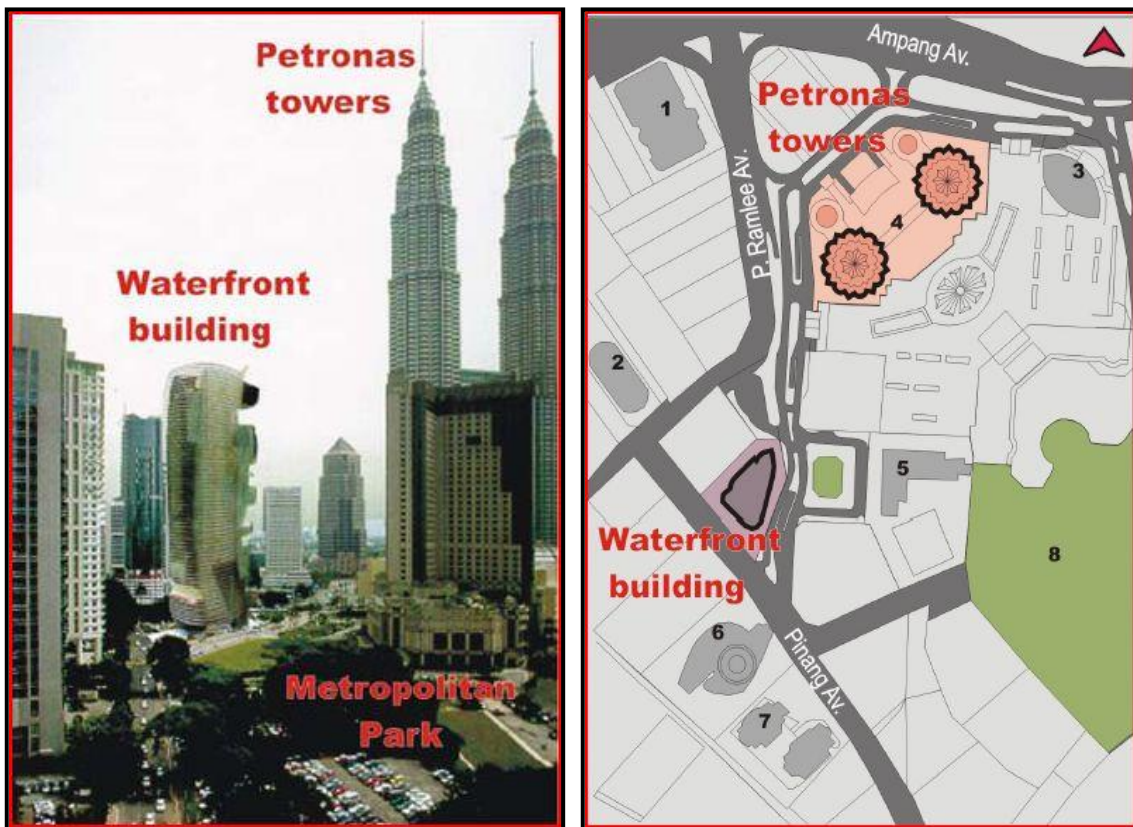 Petronas
towers
Waterfront
building
Metropolitan
Park
Ampang Av.
1
Petronas
towers
P. Ramlee Av.
3
4
2
5
Waterfront
building
8
6
Pinang Av.
7